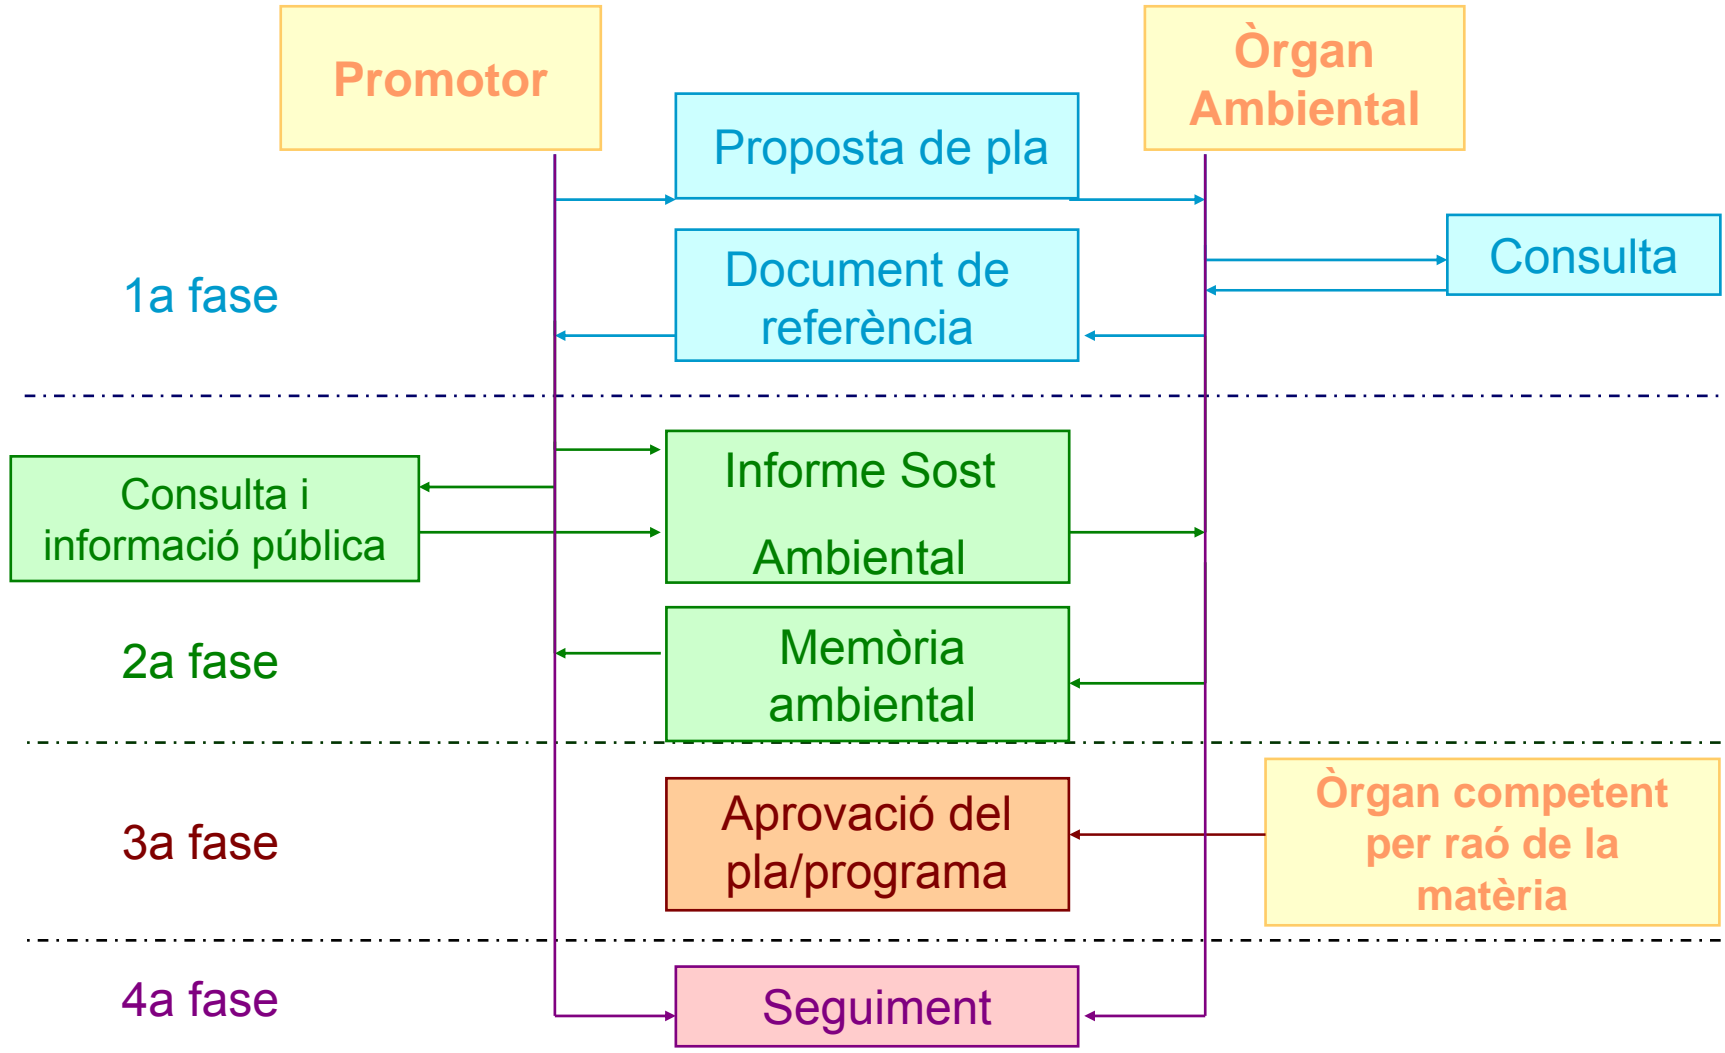 Promotor
Òrgan
Ambiental
Proposta de pla
Consulta
Document de
referència
1a fase
Informe Sost
Ambiental
Consulta i
informació pública
2a fase
Memòria
ambiental
Òrgan competent
per raó de la
matèria
Aprovació del
pla/programa
3a fase
4a fase
Seguiment